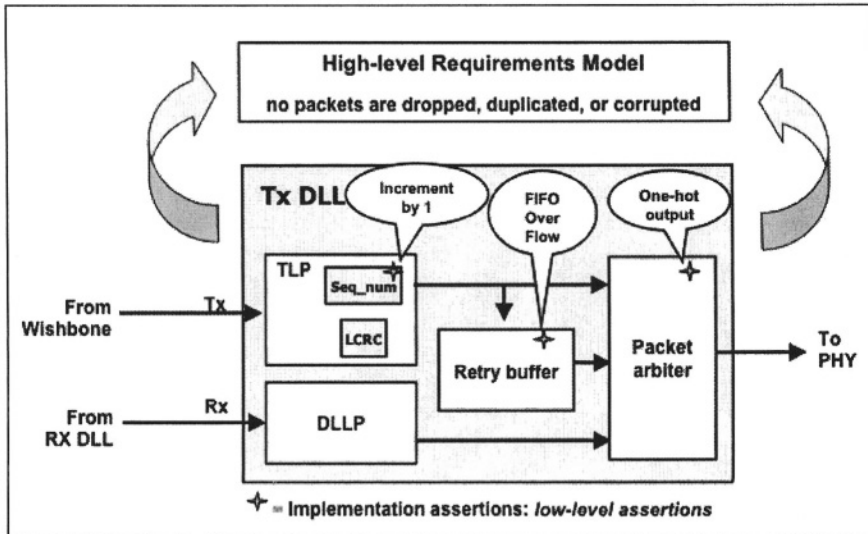 High-level Requirements Model
no packets are dropped, duplicated, or corrupted
Tx DLL
Increment
by 1
FIFO
Over
Flow
One-hot
output
TLP
Seq_num
LCRC
From
Wishbone
Tx
Retry buffer
Packet
arbiter
To
PHY
From
RX DLL
Rx
DLLP
= Implementation assertions: low-level assertions